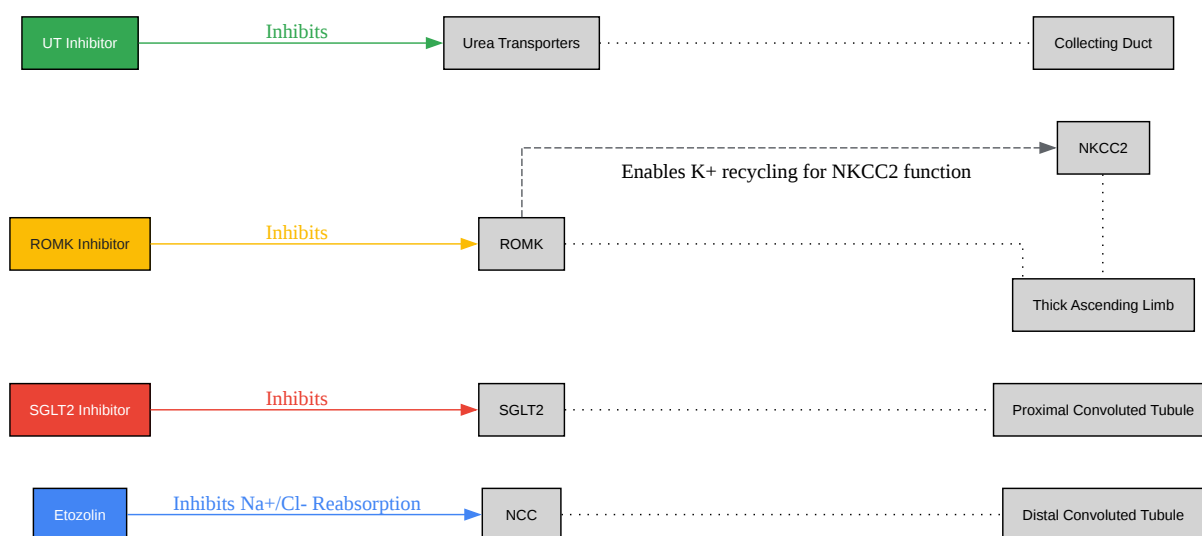 UT Inhibitor
Inhibits
Urea Transporters
Collecting Duct
NKCC2
Enables K+ recycling for NKCC2 function
ROMK Inhibitor
Inhibits
ROMK
Thick Ascending Limb
SGLT2 Inhibitor
Inhibits
SGLT2
Proximal Convoluted Tubule
Etozolin
Inhibits Na+/Cl- Reabsorption
NCC
Distal Convoluted Tubule